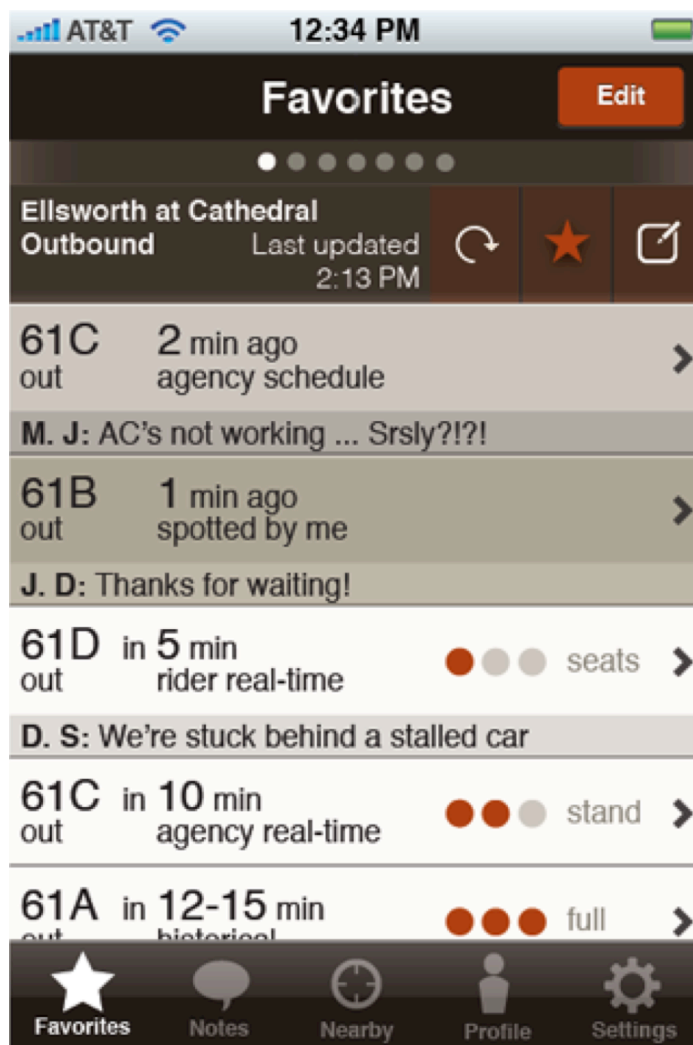 AT&T 12:34 PM
Favorites Edit
Ellsworth at Cathedral
Outbound Last updated
2:13 PM
61C 2 min ago
out agency schedule
M. J: AC's not working ... Srsly?!?!
61B 1 min ago
out spotted by me
J. D: Thanks for waiting!
61D in 5 min
out rider real-time seats
D. S: We're stuck behind a stalled car
61C in 10 min
out agency real-time stand
61A in 12-15 min
out historical full
Favorites Notes Nearby Profile Settings